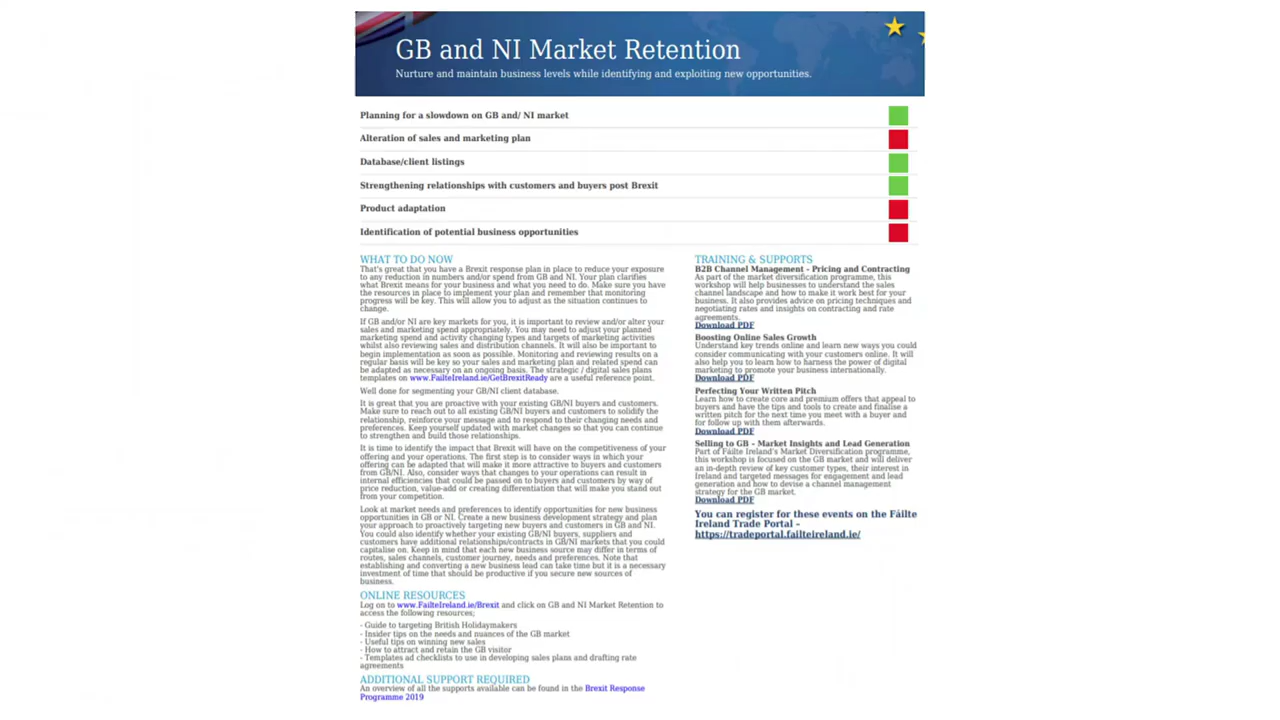 GB and NI Market Retention
Nurture and maintain business levels while identifying and exploiting new opportunities.
Planning for a slowdown on GB and/ NI market
Alteration of sales and marketing plan
Database/client listings
Strengthening relationships with customers and buyers post Brexit
Product adaptation
Identification of potential business opportunities
WHAT TO DO NOW
That's great that you have a Brexit response plan in place to reduce your exposure
to any reduction in numbers and/or spend from GB and NI. Your plan clarifies
what Brexit means for your business and what you need to do. Make sure you have
the resources in place to implement your plan and remember that monitoring
progress will be key. This will allow you to adjust as the situation continues to
change.
If GB and/or NI are key markets for you, it is important to review and/or alter your
sales and marketing spend appropriately. You may need to adjust your planned
marketing spend and activity changing types and targets of marketing activities
whilst also reviewing sales and distribution channels. It will also be important to
begin implementation as soon as possible. Monitoring and reviewing results on a
regular basis will be key so your sales and marketing plan and related spend can
be adapted as necessary on an ongoing basis. The strategic / digital sales plans
templates on www.FailteIreland.ie/GetBrexitReady are a useful reference point.
Well done for segmenting your GB/NI client database.
It is great that you are proactive with your existing GB/NI buyers and customers.
Make sure to reach out to all existing GB/NI buyers and customers to solidify the
relationship, reinforce your message and to respond to their changing needs and
preferences. Keep yourself updated with market changes so that you can continue
to strengthen and build those relationships.
It is time to identify the impact that Brexit will have on the competitiveness of your
offering and your operations. The first step is to consider ways in which your
offering can be adapted that will make it more attractive to buyers and customers
from GB/NI. Also, consider ways that changes to your operations can result in
internal efficiencies that could be passed on to buyers and customers by way of
price reduction, value-add or creating differentiation that will make you stand out
from your competition.
Look at market needs and preferences to identify opportunities for new business
opportunities in GB or NI. Create a new business development strategy and plan
your approach to proactively targeting new buyers and customers in GB and NI.
You could also identify whether your existing GB/NI buyers, suppliers and
customers have additional relationships/contracts in GB/NI markets that you could
capitalise on. Keep in mind that each new business source may differ in terms of
routes, sales channels, customer journey, needs and preferences. Note that
establishing and converting a new business lead can take time but it is a necessary
investment of time that should be productive if you secure new sources of
business.
ONLINE RESOURCES
Log on to www.FailteIreland.ie/Brexit and click on GB and NI Market Retention to
access the following resources;
- Guide to targeting British Holidaymakers
- Insider tips on the needs and nuances of the GB market
- Useful tips on winning new sales
- How to attract and retain the GB visitor
- Templates ad checklists to use in developing sales plans and drafting rate
agreements
ADDITIONAL SUPPORT REQUIRED
An overview of all the supports available can be found in the Brexit Response
Programme 2019
TRAINING & SUPPORTS
B2B Channel Management - Pricing and Contracting
As part of the market diversification programme, this
workshop will help businesses to understand the sales
channel landscape and how to make it work best for your
business. It also provides advice on pricing techniques and
negotiating rates and insights on contracting and rate
agreements.
Download PDF
Boosting Online Sales Growth
Understand key trends online and learn new ways you could
consider communicating with your customers online. It will
also help you to learn how to harness the power of digital
marketing to promote your business internationally.
Download PDF
Perfecting Your Written Pitch
Learn how to create core and premium offers that appeal to
buyers and have the tips and tools to create and finalise a
written pitch for the next time you meet with a buyer and
for follow up with them afterwards.
Download PDF
Selling to GB – Market Insights and Lead Generation
Part of Fáilte Ireland's Market Diversification programme,
this workshop is focused on the GB market and will deliver
an in-depth review of key customer types, their interest in
Ireland and targeted messages for engagement and lead
generation and how to devise a channel management
strategy for the GB market.
Download PDF
You can register for these events on the Fáilte
Ireland Trade Portal –
https://tradeportal.failteireland.ie/